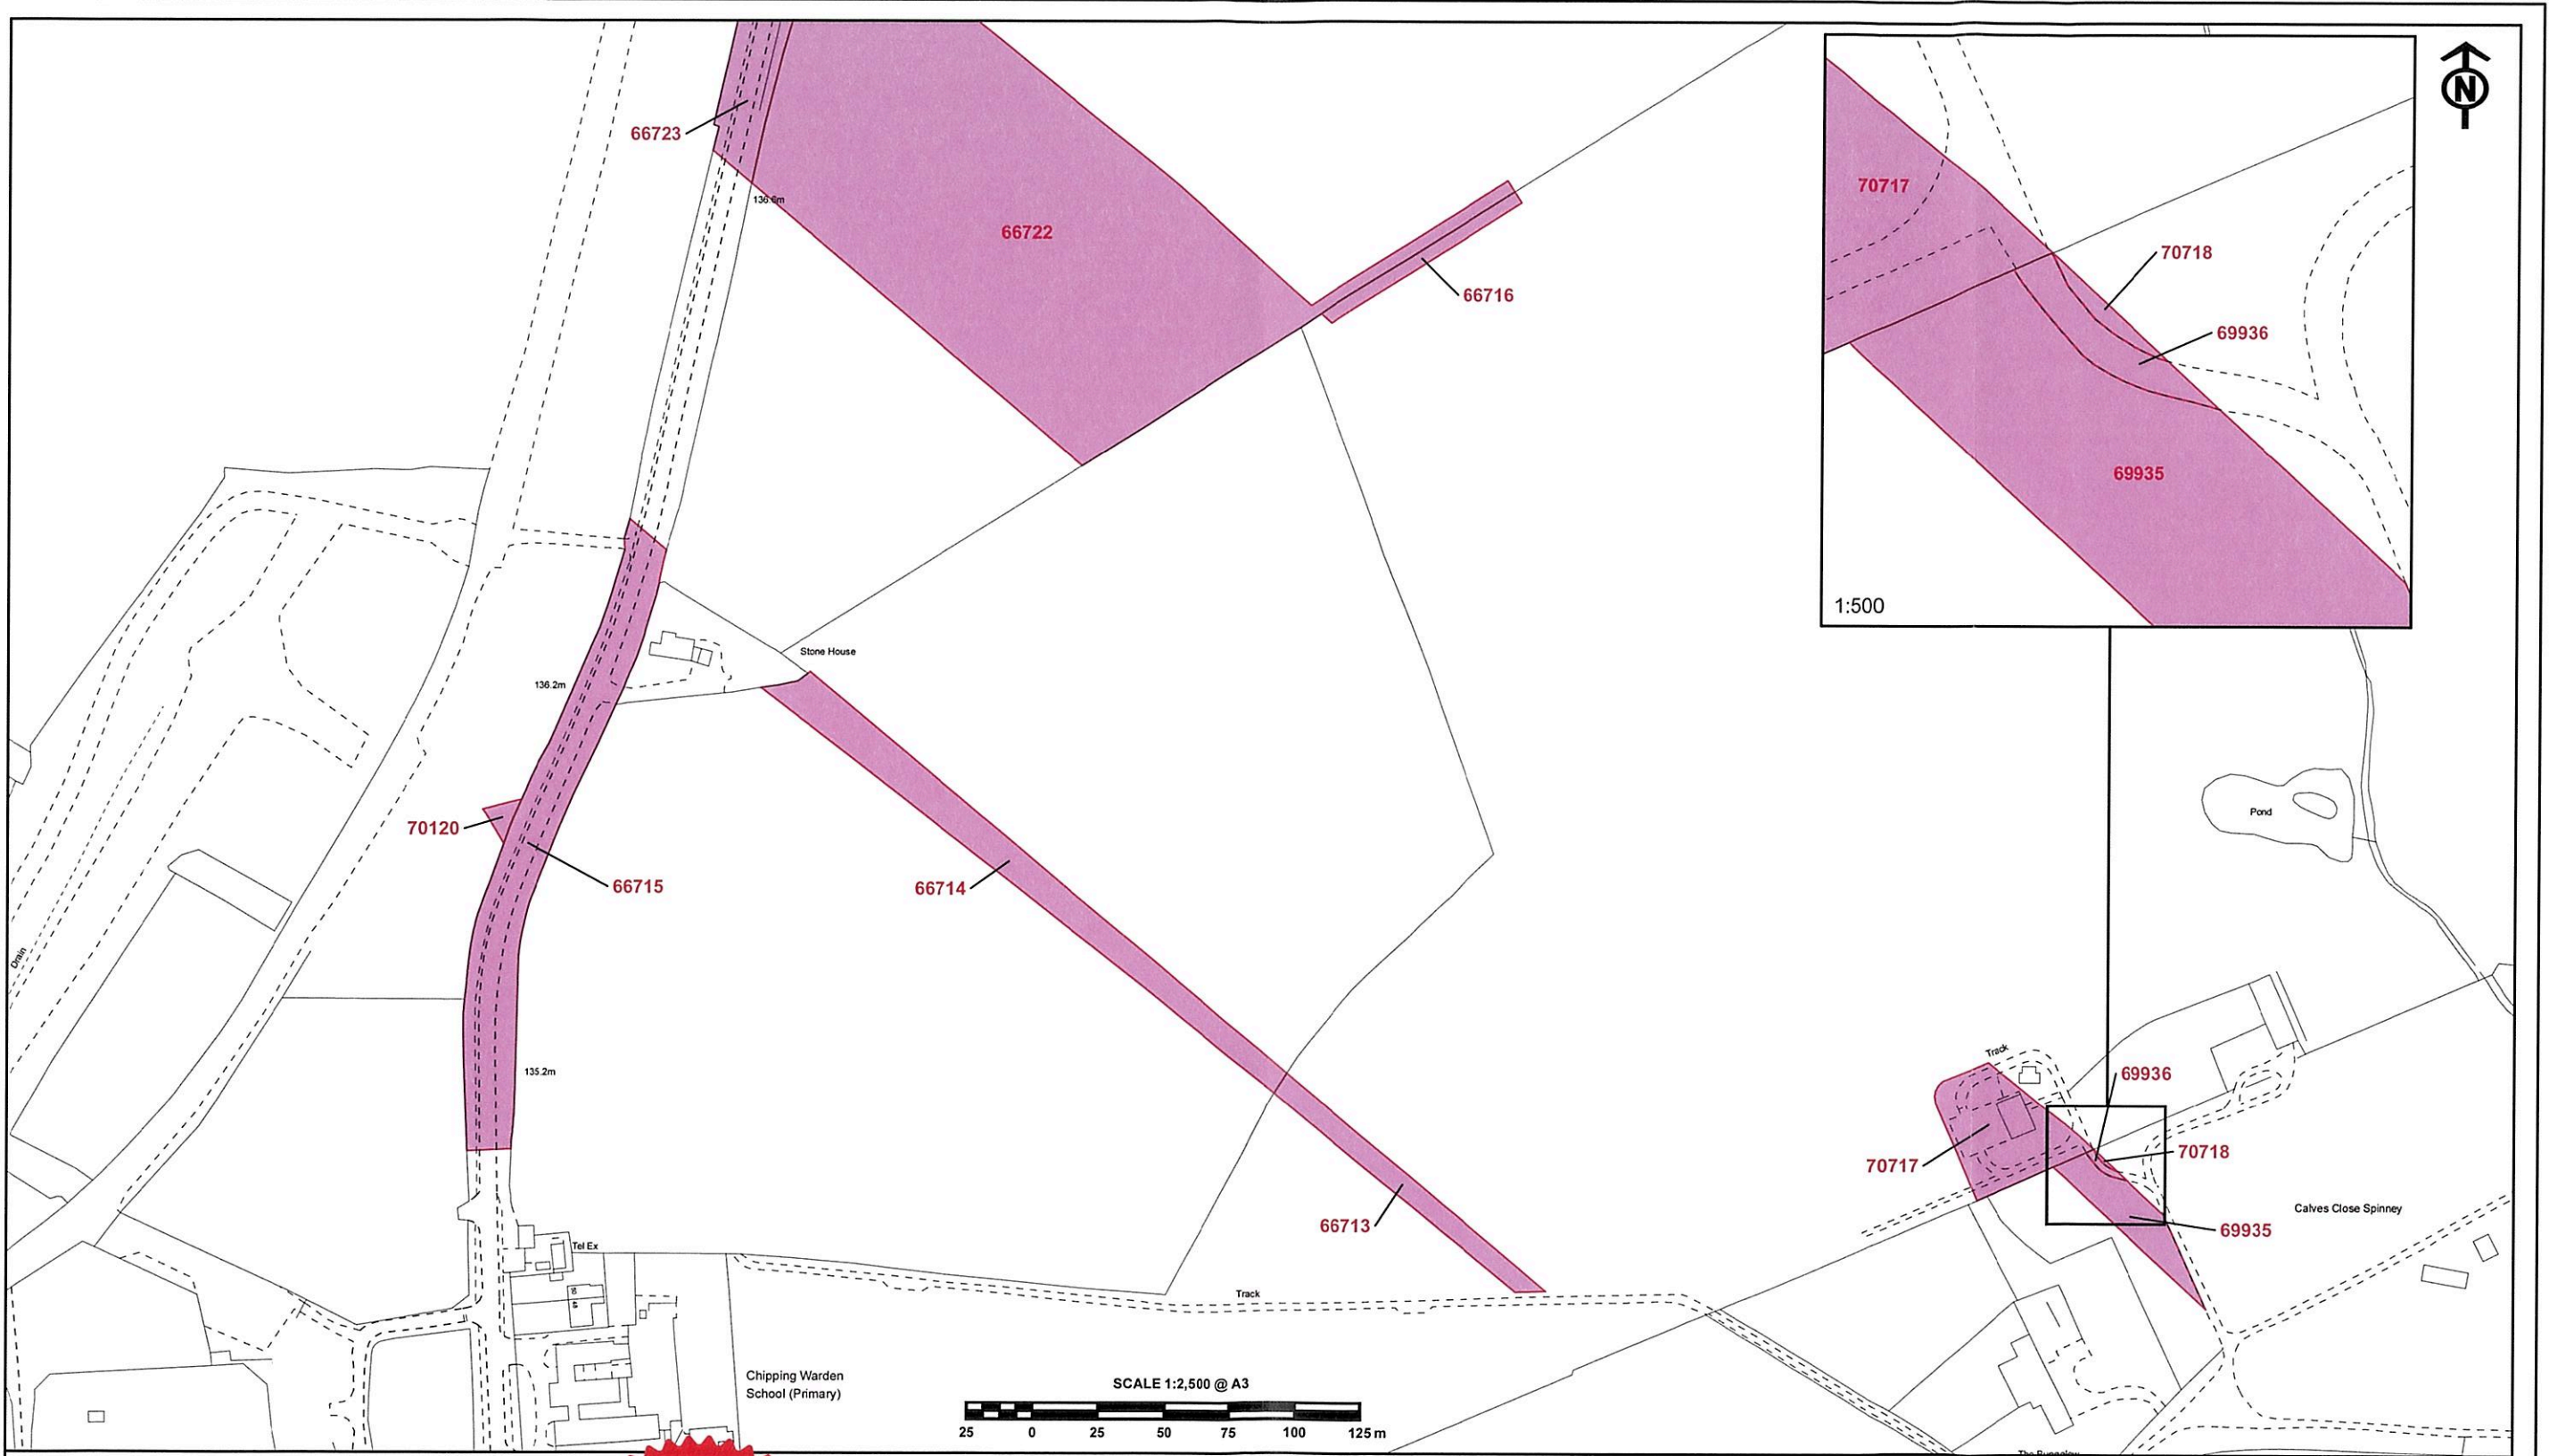 N
66723
136.6m
66722
66716
70717
70718
69936
69935
1:500
136.2m
Stone House
70120
66715
66714
Pond
Drain
135.2m
Track
69936
70717
70718
66713
69935
Calves Close Spinney
Tel Ex
Track
Chipping Warden
School (Primary)
SCALE 1:2,500 @ A3
25 0 25 50 75 100 125 m
The Bungalow